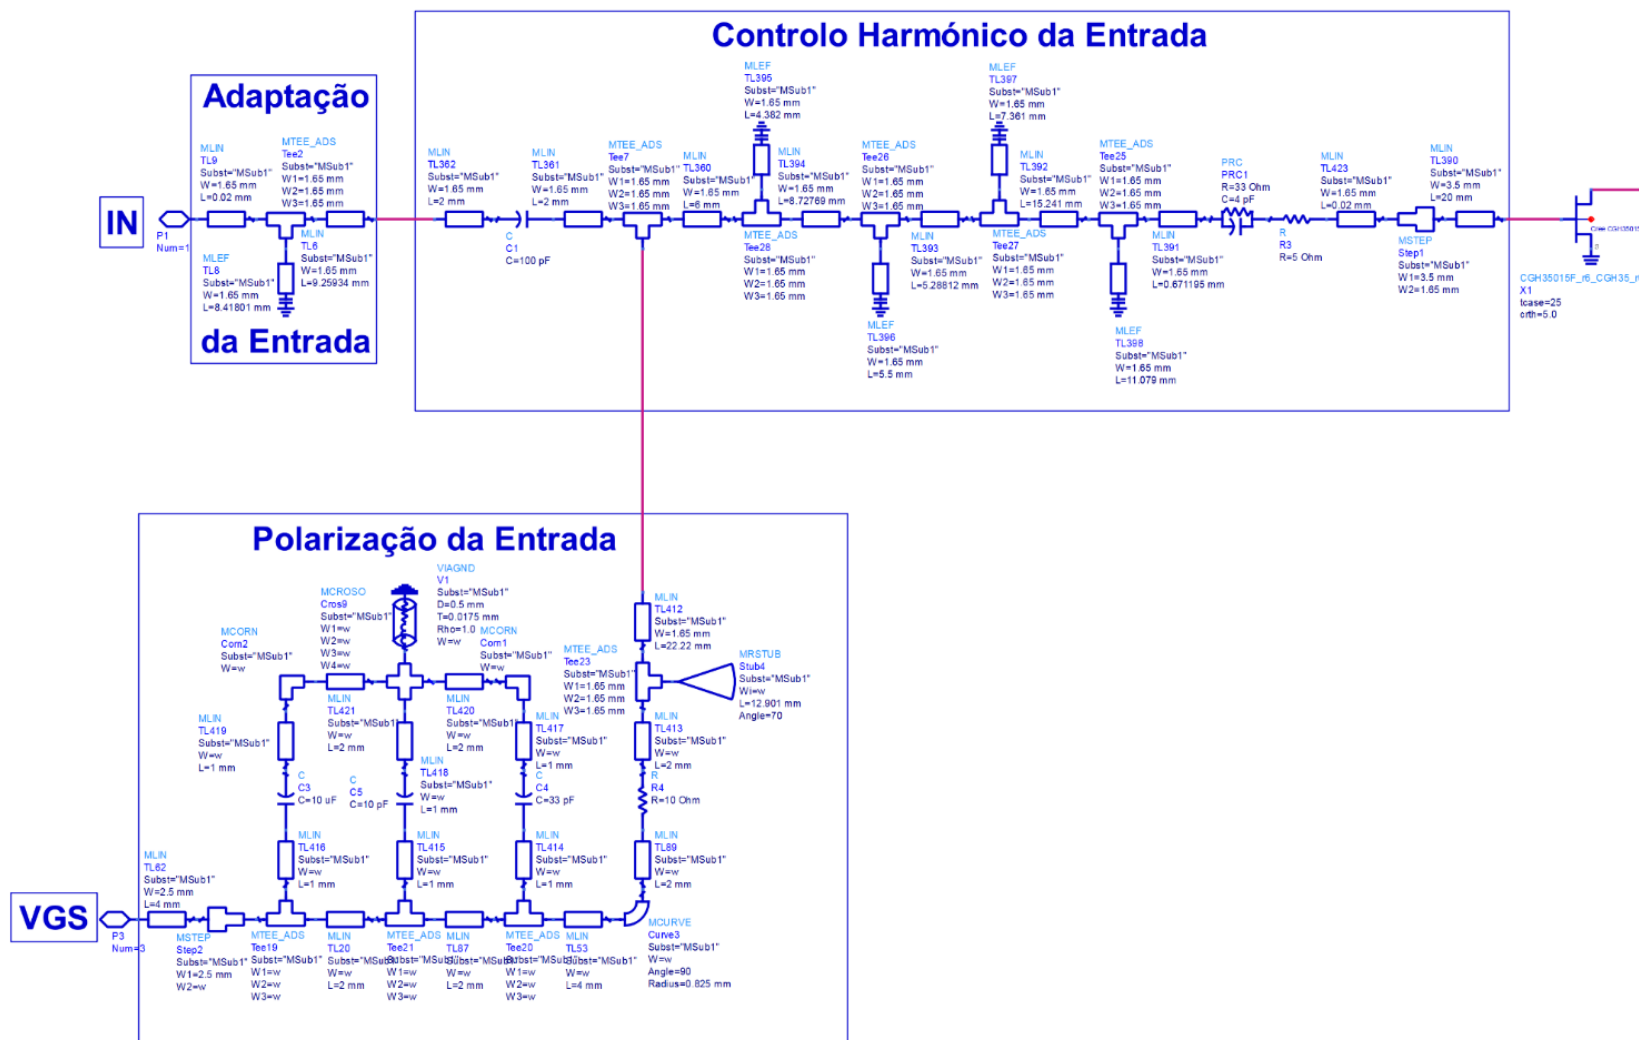 Controlo Harmónico da Entrada
Adaptação
da Entrada
IN
P1
Num=1
MLIN
TL9
Subst="MSub1"
W=1.65 mm
L=0.02 mm
MTEE_ADS
Tee2
Subst="MSub1"
W1=1.65 mm
W2=1.65 mm
W3=1.65 mm
MLIN
TL6
Subst="MSub1"
W=1.65 mm
L=9.25934 mm
MLEF
TL8
Subst="MSub1"
W=1.65 mm
L=8.41801 mm
MLIN
TL362
Subst="MSub1"
W=1.65 mm
L=2 mm
C
C1
C=100 pF
MLIN
TL361
Subst="MSub1"
W=1.65 mm
L=2 mm
MTEE_ADS
Tee7
Subst="MSub1"
W1=1.65 mm
W2=1.65 mm
W3=1.65 mm
MLIN
TL360
Subst="MSub1"
W=1.65 mm
L=6 mm
MLEF
TL395
Subst="MSub1"
W=1.65 mm
L=4.382 mm
MTEE_ADS
Tee28
Subst="MSub1"
W1=1.65 mm
W2=1.65 mm
W3=1.65 mm
MLIN
TL394
Subst="MSub1"
W=1.65 mm
L=8.72769 mm
MTEE_ADS
Tee26
Subst="MSub1"
W1=1.65 mm
W2=1.65 mm
W3=1.65 mm
MLEF
TL396
Subst="MSub1"
W=1.65 mm
L=5.5 mm
MLIN
TL393
Subst="MSub1"
W=1.65 mm
L=5.28812 mm
MLEF
TL397
Subst="MSub1"
W=1.65 mm
L=7.361 mm
MTEE_ADS
Tee27
Subst="MSub1"
W1=1.65 mm
W2=1.65 mm
W3=1.65 mm
MLIN
TL392
Subst="MSub1"
W=1.65 mm
L=15.241 mm
MTEE_ADS
Tee25
Subst="MSub1"
W1=1.65 mm
W2=1.65 mm
W3=1.65 mm
MLEF
TL398
Subst="MSub1"
W=1.65 mm
L=11.079 mm
MLIN
TL391
Subst="MSub1"
W=1.65 mm
L=0.671195 mm
PRC
PRC1
R=33 Ohm
C=4 pF
R
R3
R=5 Ohm
MLIN
TL423
Subst="MSub1"
W=1.65 mm
L=0.02 mm
MSTEP
Step1
Subst="MSub1"
W1=3.5 mm
W2=1.65 mm
MLIN
TL390
Subst="MSub1"
W=3.5 mm
L=20 mm
Cree CGH35015
CGH35015F_r6_CGH35_r
X1
tcase=25
crth=5.0
Polarização da Entrada
VIAGND
V1
Subst="MSub1"
D=0.5 mm
T=0.0175 mm
Rho=1.0
W=w
MCROSO
Cros9
Subst="MSub1"
W1=w
W2=w
W3=w
W4=w
MCORN
Corn2
Subst="MSub1"
W=w
MCORN
Corn1
Subst="MSub1"
W=w
MLIN
TL412
Subst="MSub1"
W=1.65 mm
L=22.22 mm
MTEE_ADS
Tee23
Subst="MSub1"
W1=1.65 mm
W2=1.65 mm
W3=1.65 mm
MRSTUB
Stub4
Subst="MSub1"
Wi=w
L=12.901 mm
Angle=70
MLIN
TL419
Subst="MSub1"
W=w
L=1 mm
MLIN
TL421
Subst="MSub1"
W=w
L=2 mm
MLIN
TL420
Subst="MSub1"
W=w
L=2 mm
MLIN
TL417
Subst="MSub1"
W=w
L=1 mm
MLIN
TL413
Subst="MSub1"
W=w
L=2 mm
C
C3
C=10 uF
C
C5
C=10 pF
MLIN
TL418
Subst="MSub1"
W=w
L=1 mm
C
C4
C=33 pF
R
R4
R=10 Ohm
MLIN
TL416
Subst="MSub1"
W=w
L=1 mm
MLIN
TL415
Subst="MSub1"
W=w
L=1 mm
MLIN
TL414
Subst="MSub1"
W=w
L=1 mm
MLIN
TL89
Subst="MSub1"
W=w
L=2 mm
VGS
P3
Num=3
MLIN
TL62
Subst="MSub1"
W=2.5 mm
L=4 mm
MSTEP
Step2
Subst="MSub1"
W1=2.5 mm
W2=w
MTEE_ADS
Tee19
Subst="MSub1"
W1=w
W2=w
W3=w
MLIN
TL20
Subst="MSub1"
W=w
L=2 mm
MTEE_ADS
Tee21
Subst="MSub1"
W1=w
W2=w
W3=w
MLIN
TL87
Subst="MSub1"
W=w
L=2 mm
MTEE_ADS
Tee20
Subst="MSub1"
W1=w
W2=w
W3=w
MLIN
TL53
Subst="MSub1"
W=w
L=4 mm
MCURVE
Curve3
Subst="MSub1"
W=w
Angle=90
Radius=0.825 mm